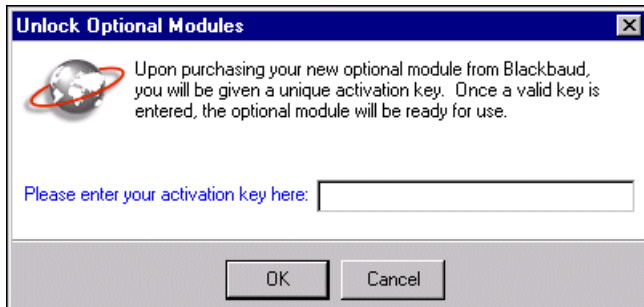 Unlock Optional Modules
Upon purchasing your new optional module from Blackbaud,
you will be given a unique activation key. Once a valid key is
entered, the optional module will be ready for use.
Please enter your activation key here:
OK
Cancel